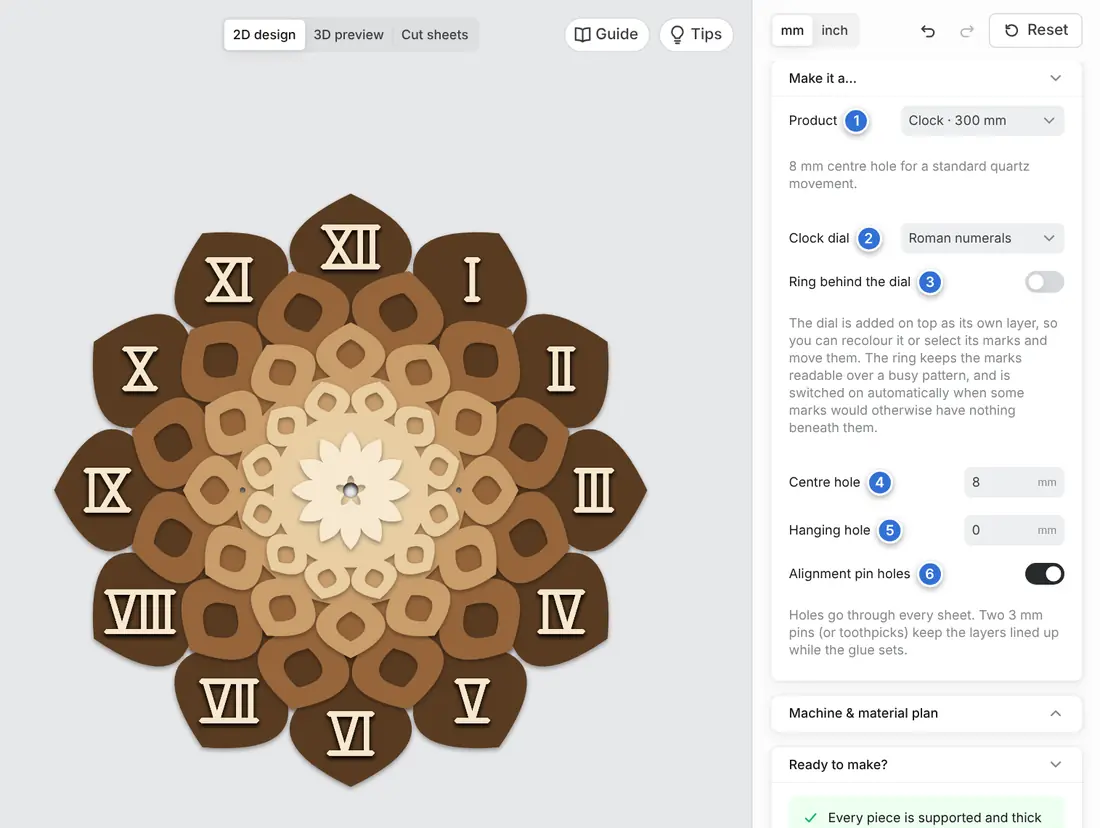 2D design
3D preview
Cut sheets
Guide
Tips
mm
inch
Reset
Make it a...
Product 1
Clock · 300 mm
8 mm centre hole for a standard quartz
movement.
Clock dial 2
Roman numerals
Ring behind the dial 3
The dial is added on top as its own layer, so
you can recolour it or select its marks and
move them. The ring keeps the marks
readable over a busy pattern, and is
switched on automatically when some
marks would otherwise have nothing
beneath them.
Centre hole 4
8 mm
Hanging hole 5
0 mm
Alignment pin holes 6
Holes go through every sheet. Two 3 mm
pins (or toothpicks) keep the layers lined up
while the glue sets.
Machine & material plan
Ready to make?
Every piece is supported and thick
XII
I
II
III
IV
V
VI
VII
VIII
IX
X
XI